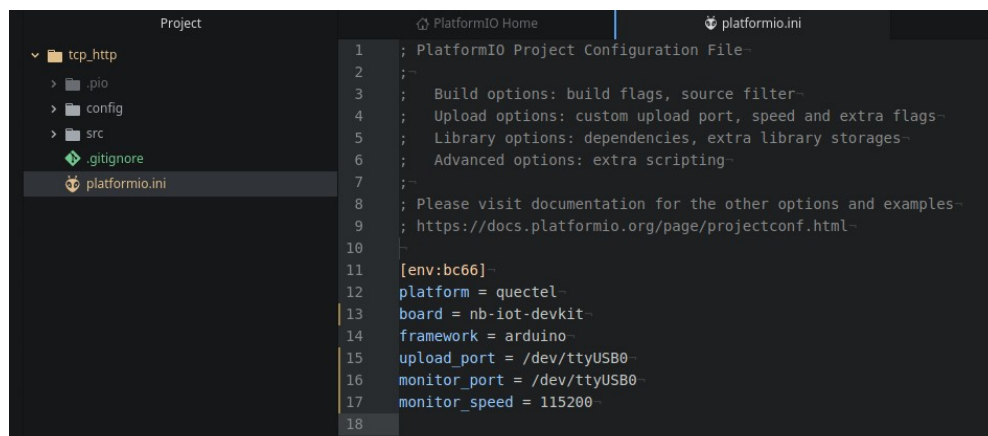 Project
tcp_http
.pio
config
src
.gitignore
platformio.ini
PlatformIO Home
platformio.ini
1 ; PlatformIO Project Configuration File¬
2 ;¬
3 ;   Build options: build flags, source filter¬
4 ;   Upload options: custom upload port, speed and extra flags¬
5 ;   Library options: dependencies, extra library storages¬
6 ;   Advanced options: extra scripting¬
7 ;¬
8 ; Please visit documentation for the other options and examples¬
9 ; https://docs.platformio.org/page/projectconf.html¬
10 ¬
11 [env:bc66]¬
12 platform = quectel¬
13 board = nb-iot-devkit¬
14 framework = arduino¬
15 upload_port = /dev/ttyUSB0¬
16 monitor_port = /dev/ttyUSB0¬
17 monitor_speed = 115200¬
18